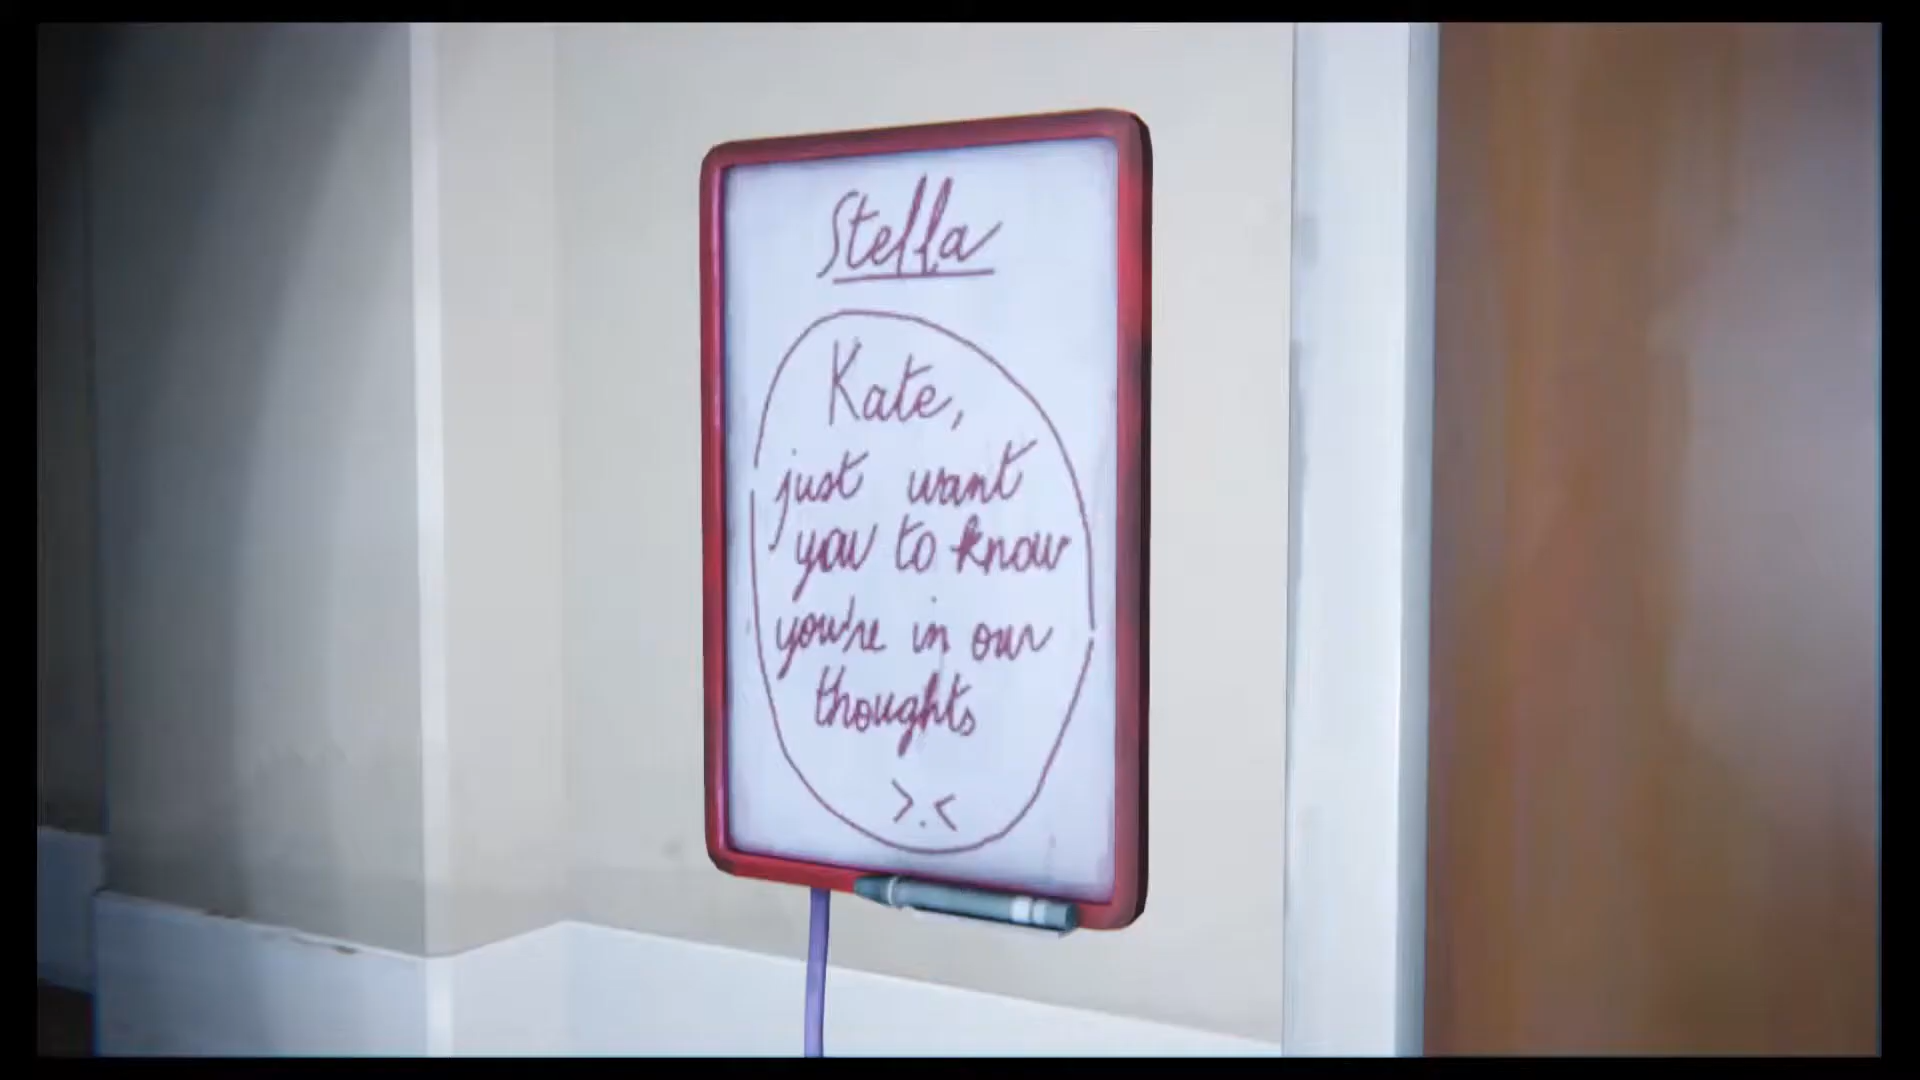 Stella
Kate,
just want
you to know
you're in our
thoughts
>.<